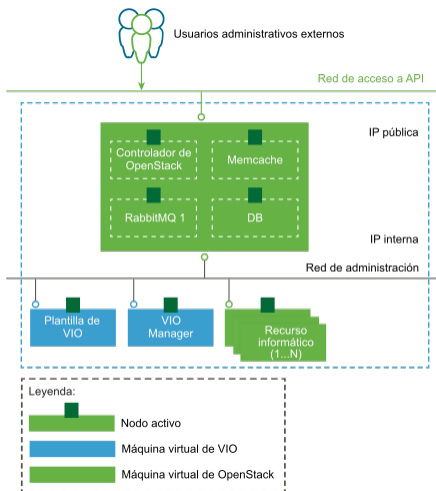 Usuarios administrativos externos
Red de acceso a API
IP pública
Controlador de
OpenStack
Memcache
RabbitMQ 1
DB
IP interna
Red de administración
Plantilla de
VIO
VIO
Manager
Recurso
informático
(1...N)
Leyenda:
Nodo activo
Máquina virtual de VIO
Máquina virtual de OpenStack